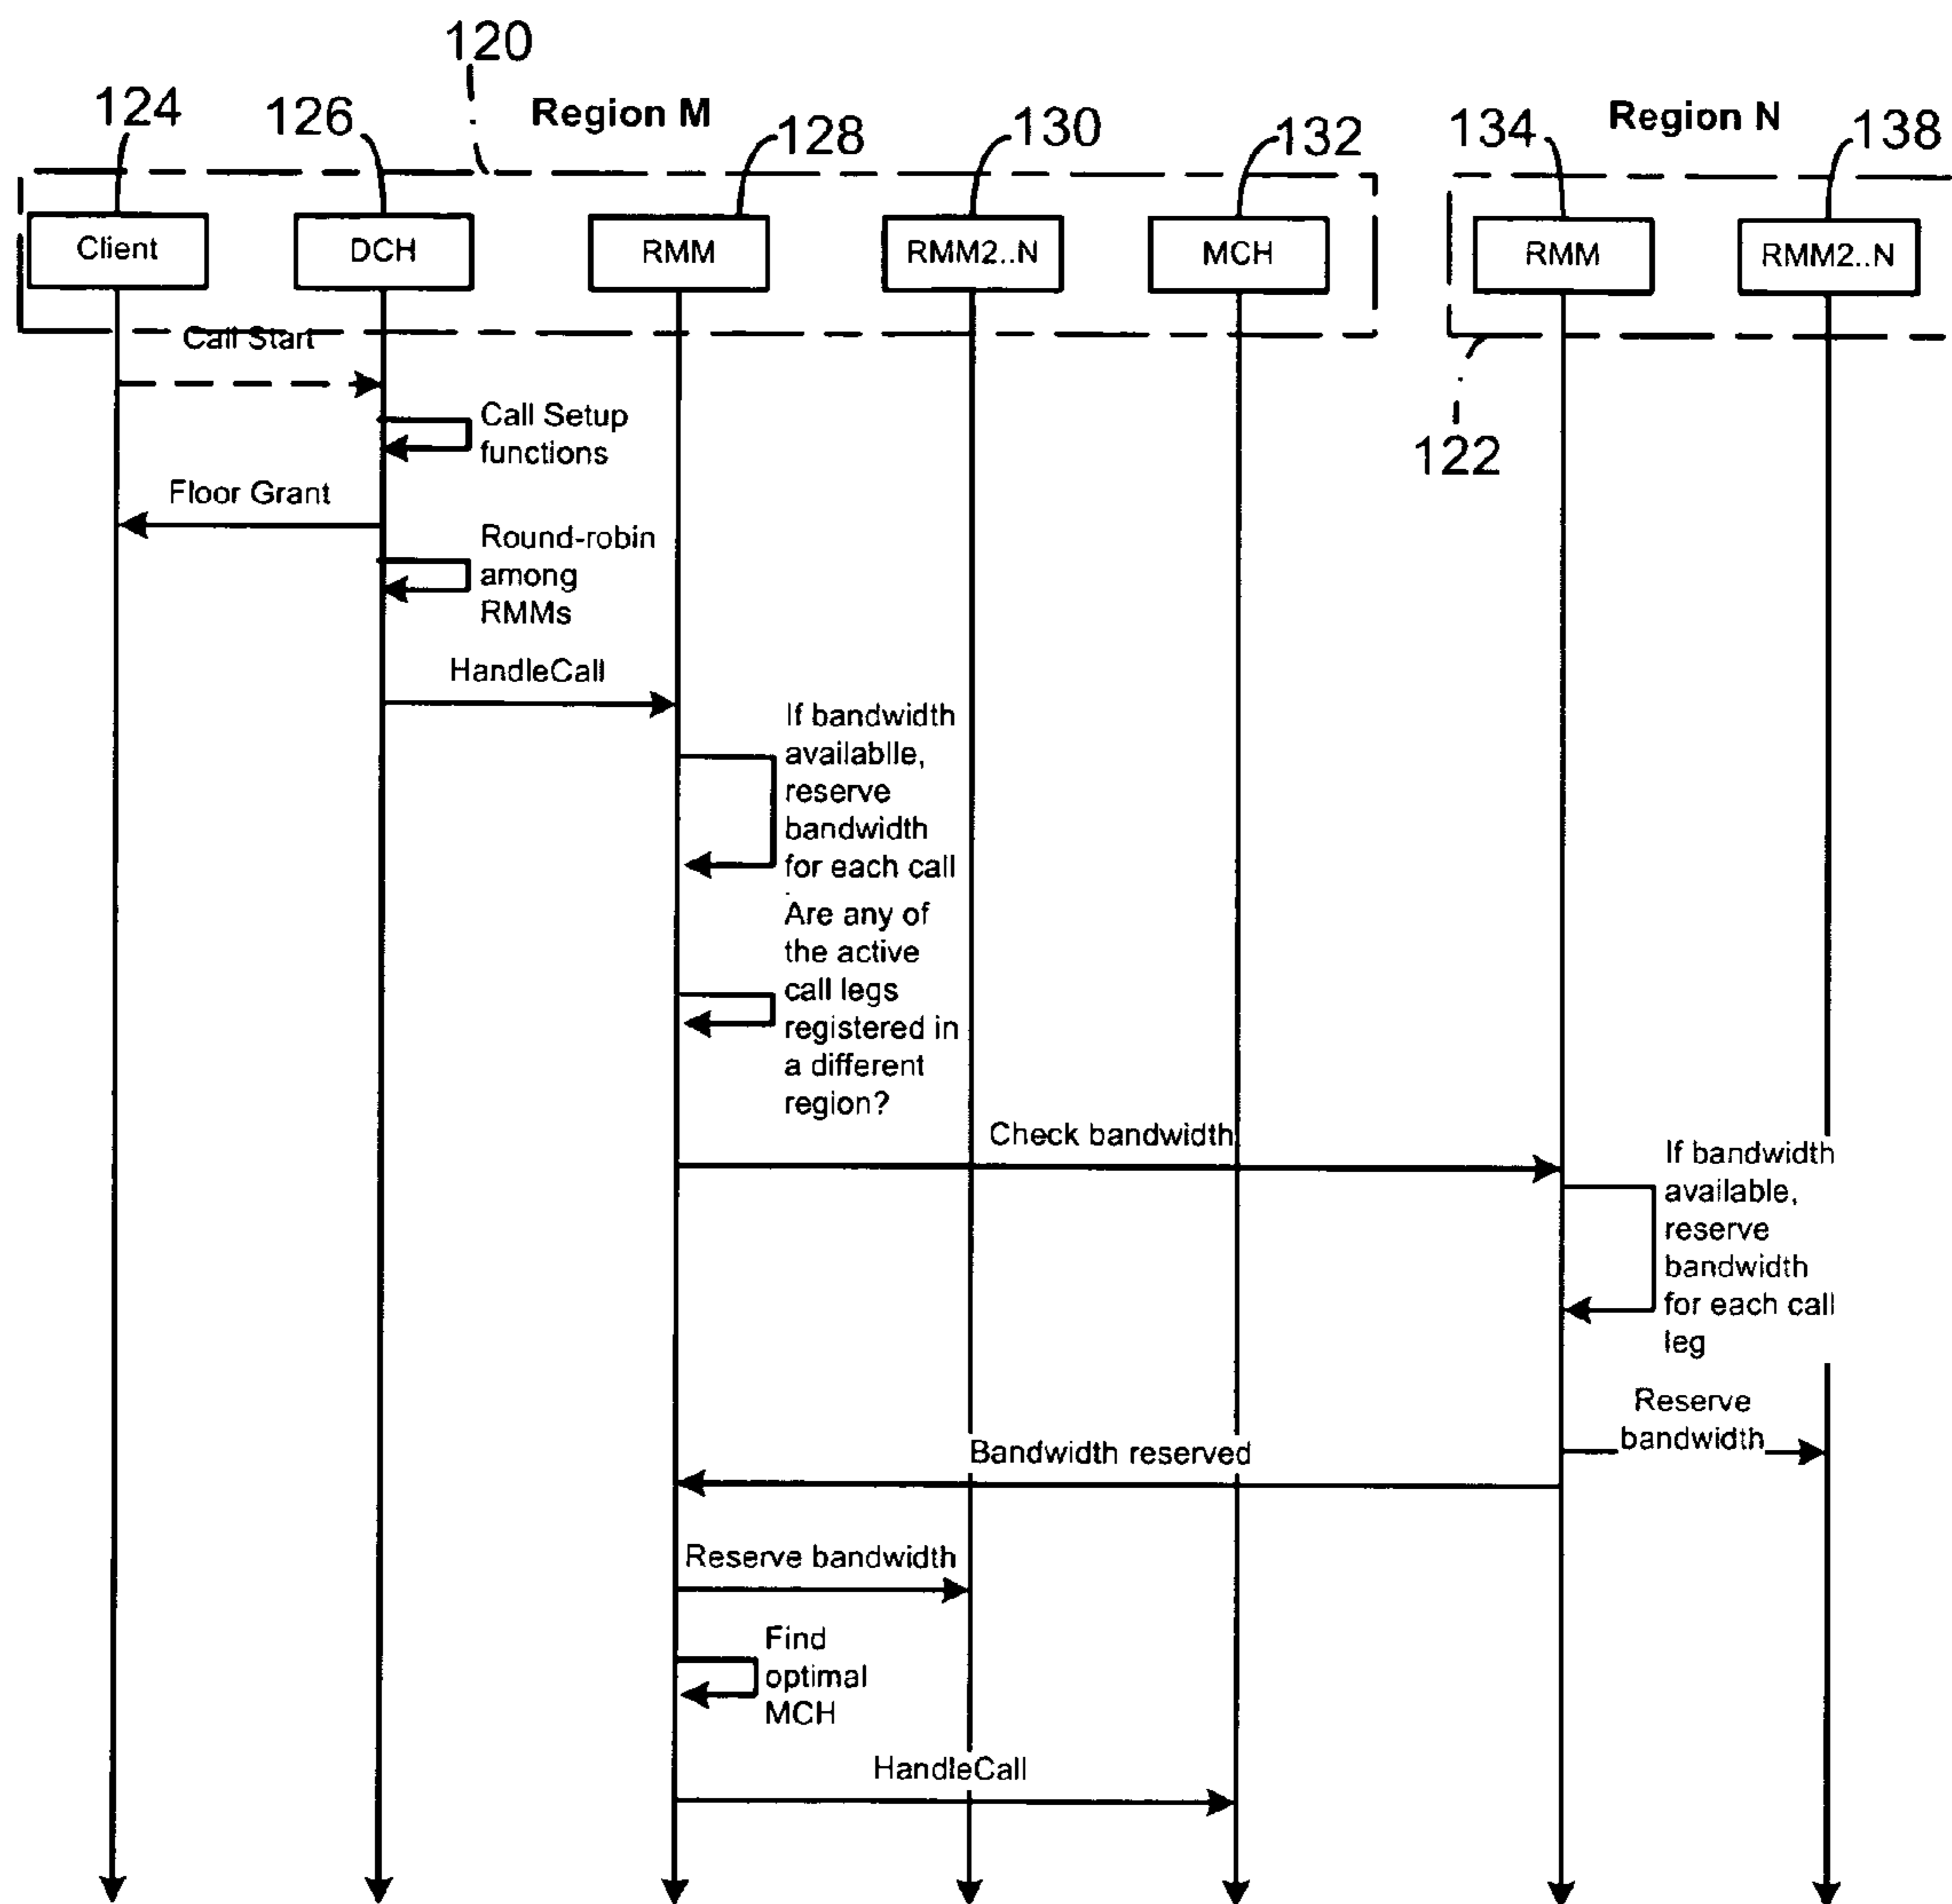 120
124
126
Region M
128
130
132
134
Region N
138
Client
DCH
RMM
RMM2..N
MCH
RMM
RMM2..N
Call Start
Call Setup
functions
122
Floor Grant
Round-robin
among
RMMs
HandleCall
If bandwidth
availablle,
reserve
bandwidth
for each call
.
Are any of
the active
call legs
registered in
a different
region?
Check bandwidth
If bandwidth
available,
reserve
bandwidth
for each call
leg
Reserve
bandwidth
Bandwidth reserved
Reserve bandwidth
Find
optimal
MCH
HandleCall